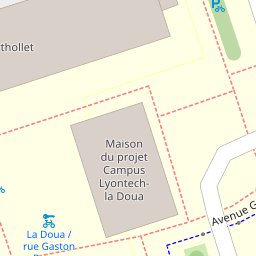 thollet
Maison
du projet
Campus
Lyontech-
la Doua
La Doua /
rue Gaston
Avenue G